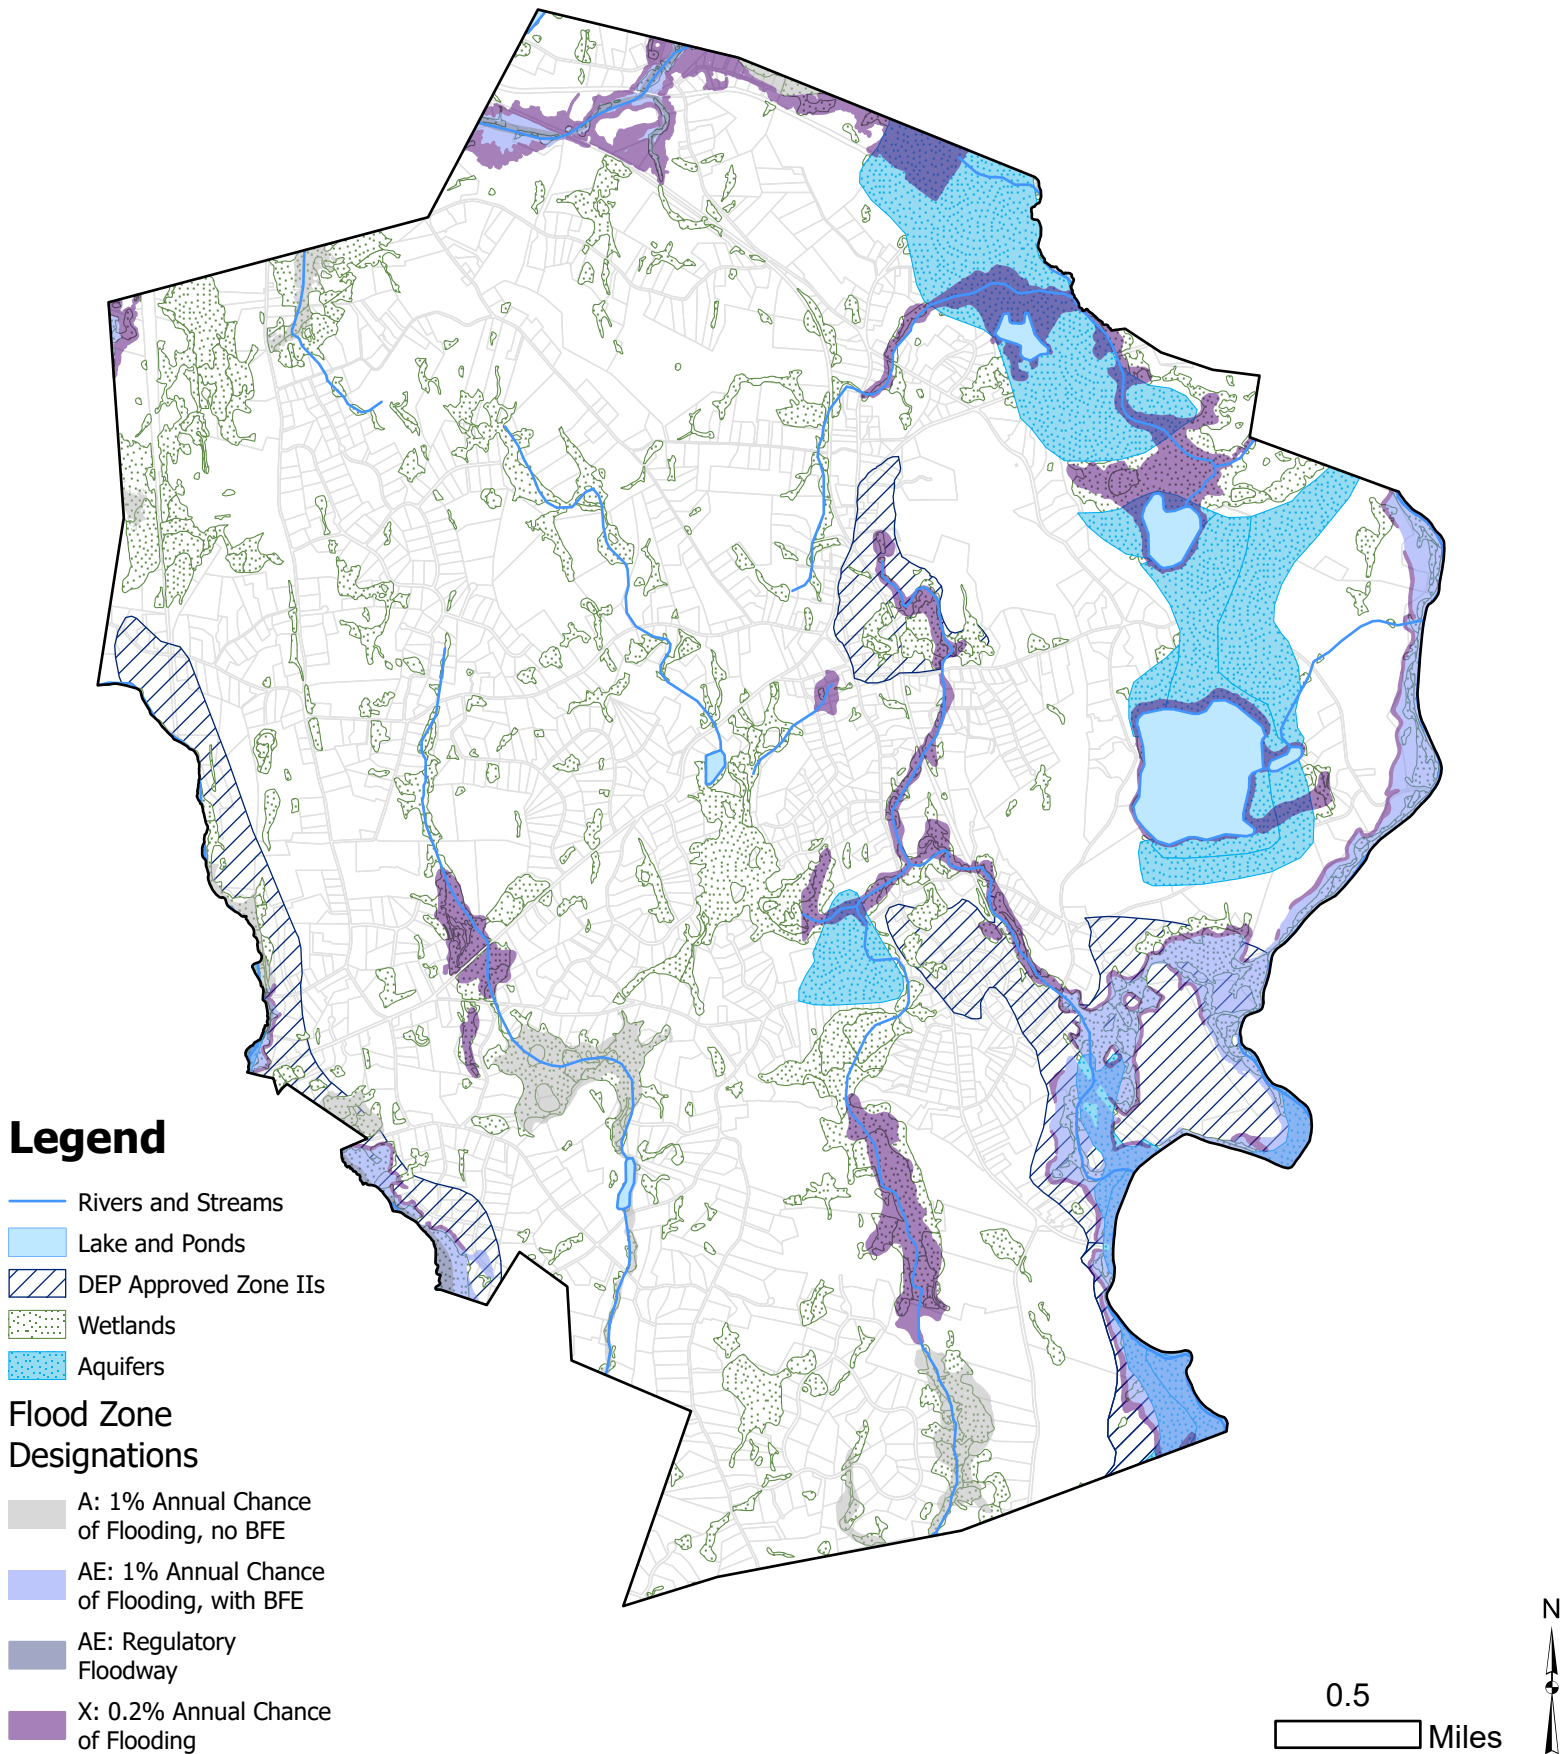 Legend
Rivers and Streams
Lake and Ponds
DEP Approved Zone IIs
Wetlands
Aquifers
Flood Zone
Designations
A: 1% Annual Chance
of Flooding, no BFE
AE: 1% Annual Chance
of Flooding, with BFE
AE: Regulatory
Floodway
X: 0.2% Annual Chance
of Flooding
N
0.5
Miles